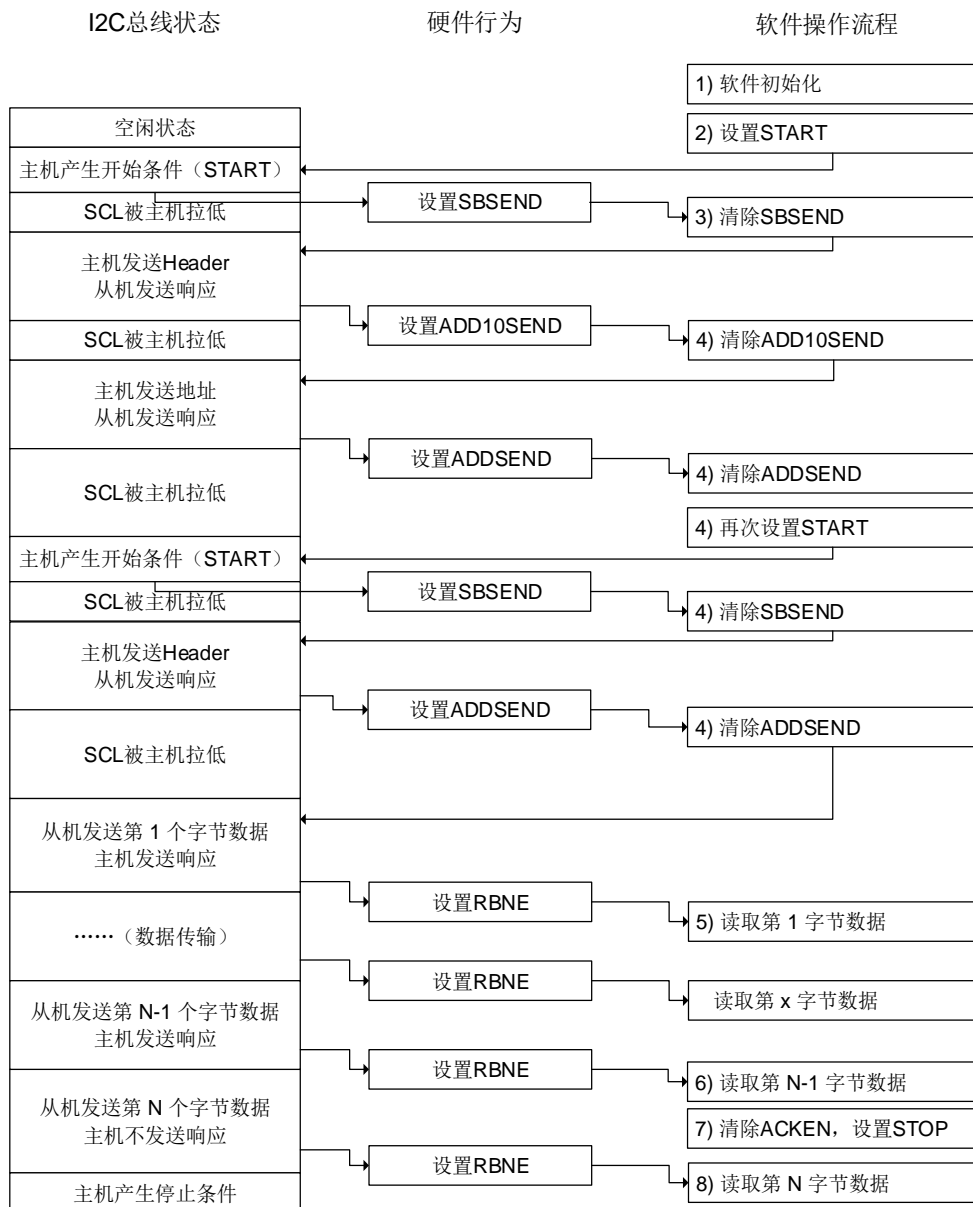 I2C总线状态
硬件行为
软件操作流程
1) 软件初始化
空闲状态
2) 设置START
主机产生开始条件（START）
SCL被主机拉低
设置SBSEND
3) 清除SBSEND
主机发送Header
从机发送响应
设置ADD10SEND
SCL被主机拉低
4) 清除ADD10SEND
主机发送地址
从机发送响应
设置ADDSEND
4) 清除ADDSEND
SCL被主机拉低
4) 再次设置START
主机产生开始条件（START）
设置SBSEND
SCL被主机拉低
4) 清除SBSEND
主机发送Header
从机发送响应
设置ADDSEND
4) 清除ADDSEND
SCL被主机拉低
从机发送第 1 个字节数据
主机发送响应
设置RBNE
5) 读取第 1 字节数据
……（数据传输）
设置RBNE
读取第 x 字节数据
从机发送第 N-1 个字节数据
主机发送响应
设置RBNE
6) 读取第 N-1 字节数据
从机发送第 N 个字节数据
主机不发送响应
7) 清除ACKEN，设置STOP
设置RBNE
8) 读取第 N 字节数据
主机产生停止条件